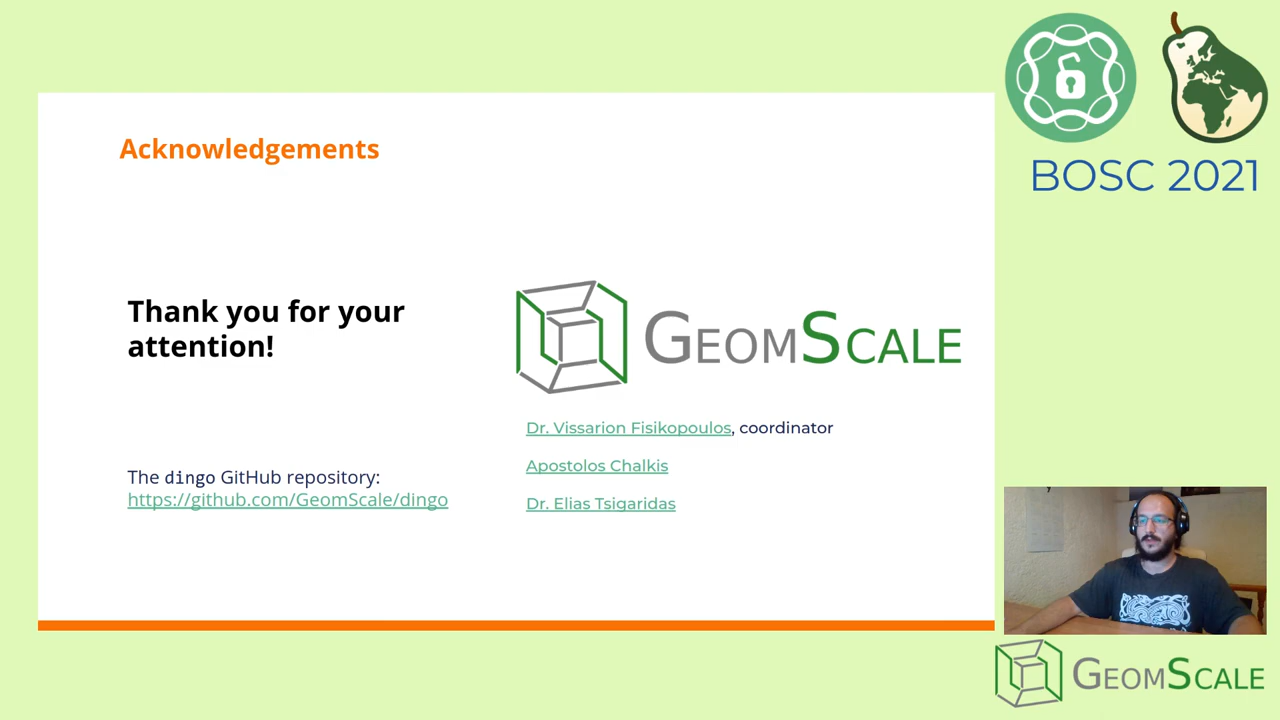 BOSC 2021
Acknowledgements
Thank you for your
attention!
GEOMSCALE
Dr. Vissarion Fisikopoulos, coordinator
Apostolos Chalkis
Dr. Elias Tsigaridas
The dingo GitHub repository:
https://github.com/GeomScale/dingo
GEOMSCALE